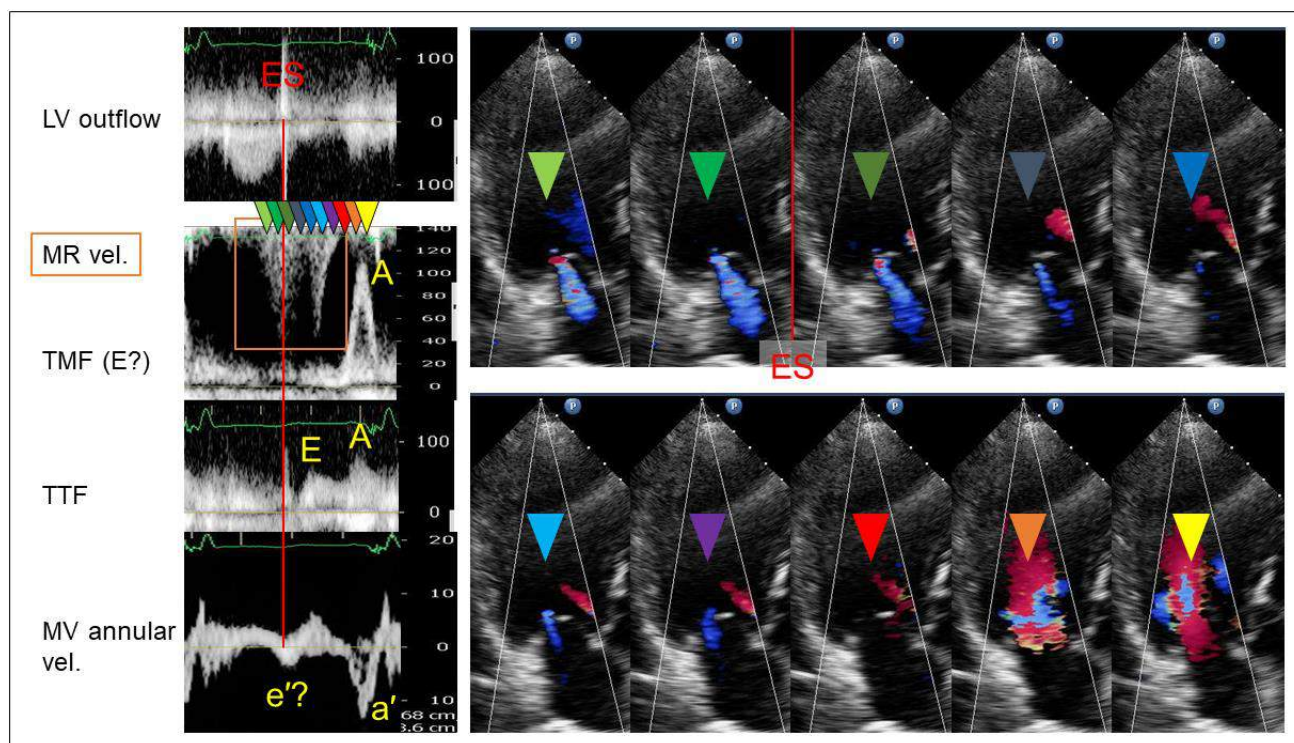 LV outflow
ES
100
0
100
MR vel.
140
120
100
80
60
40
20
0
A
TMF (E?)
TTF
E
A
100
0
MV annular
vel.
20
10
0
10
e′?
a′
68 cm
3.6 cm
P
P
P
P
P
ES
P
P
P
P
P